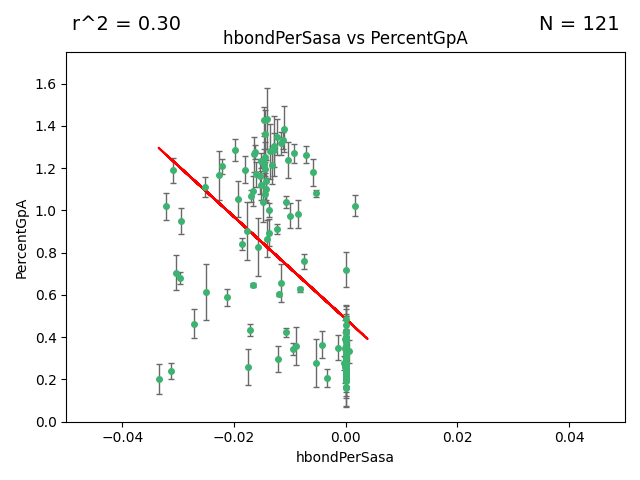 r^2 = 0.30
N = 121
hbondPerSasa vs PercentGpA
PercentGpA
1.6
1.4
1.2
1.0
0.8
0.6
0.4
0.2
0.0
−0.04
−0.02
0.00
0.02
0.04
hbondPerSasa